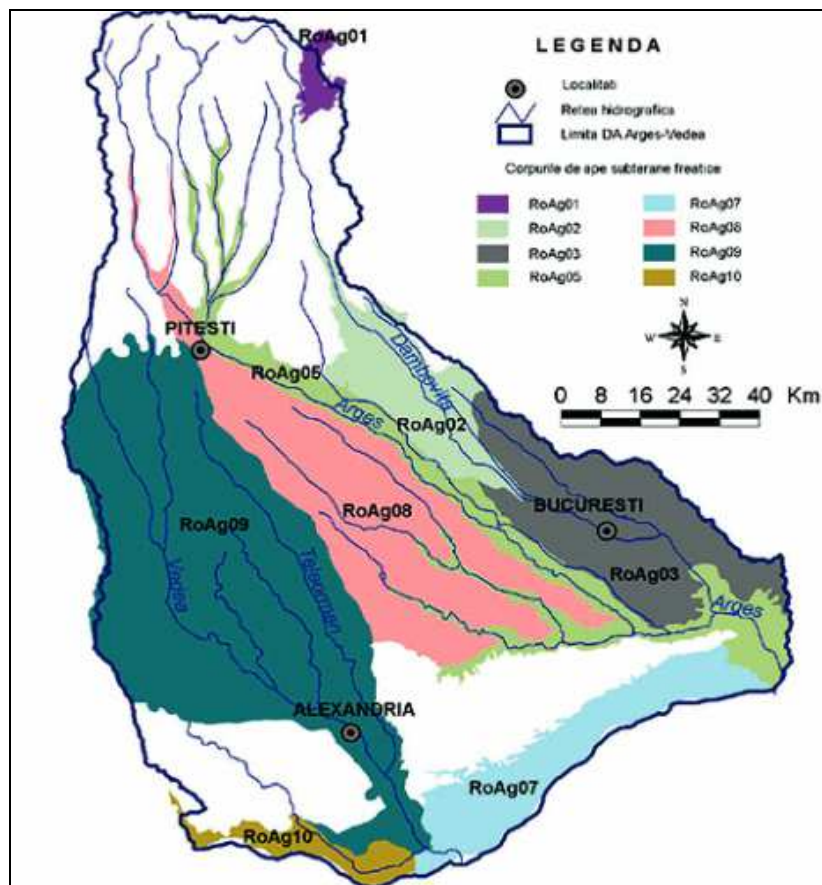 RoAg01
LEGENDA
Localitati
Retea hidrografica
Limita DA Arges-Vedea
Corpurile de ape subterane freatice
RoAg01
RoAg07
RoAg02
RoAg08
RoAg03
RoAg09
RoAg05
RoAg10
N
W
E
S
0 8 16 24 32 40 Km
PITESTI
RoAg05
Dambovita
Arges
RoAg02
BUCURESTI
RoAg08
RoAg09
RoAg03
Vedea
Teleorman
Arges
ALEXANDRIA
RoAg07
RoAg10